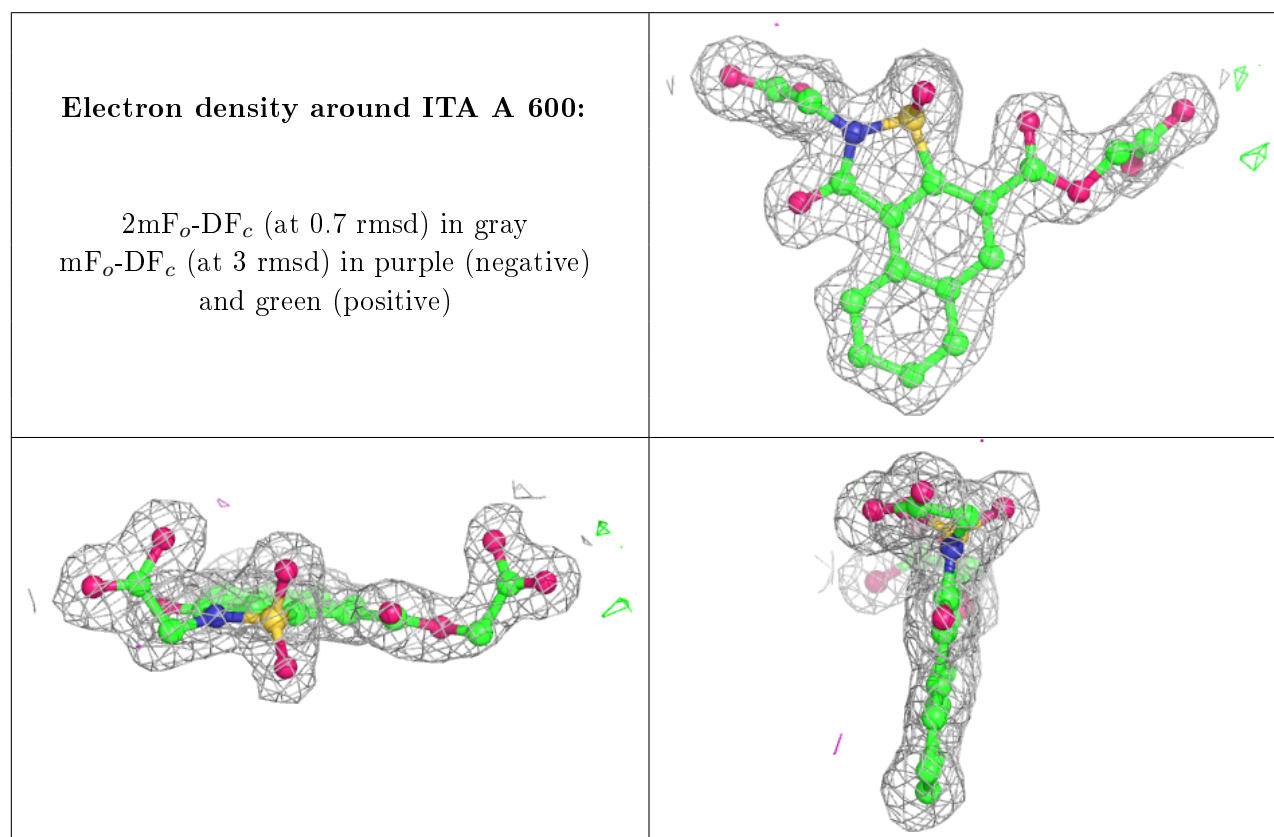 Electron density around ITA A 600:
2mFo-DFc (at 0.7 rmsd) in gray
mFo-DFc (at 3 rmsd) in purple (negative)
and green (positive)